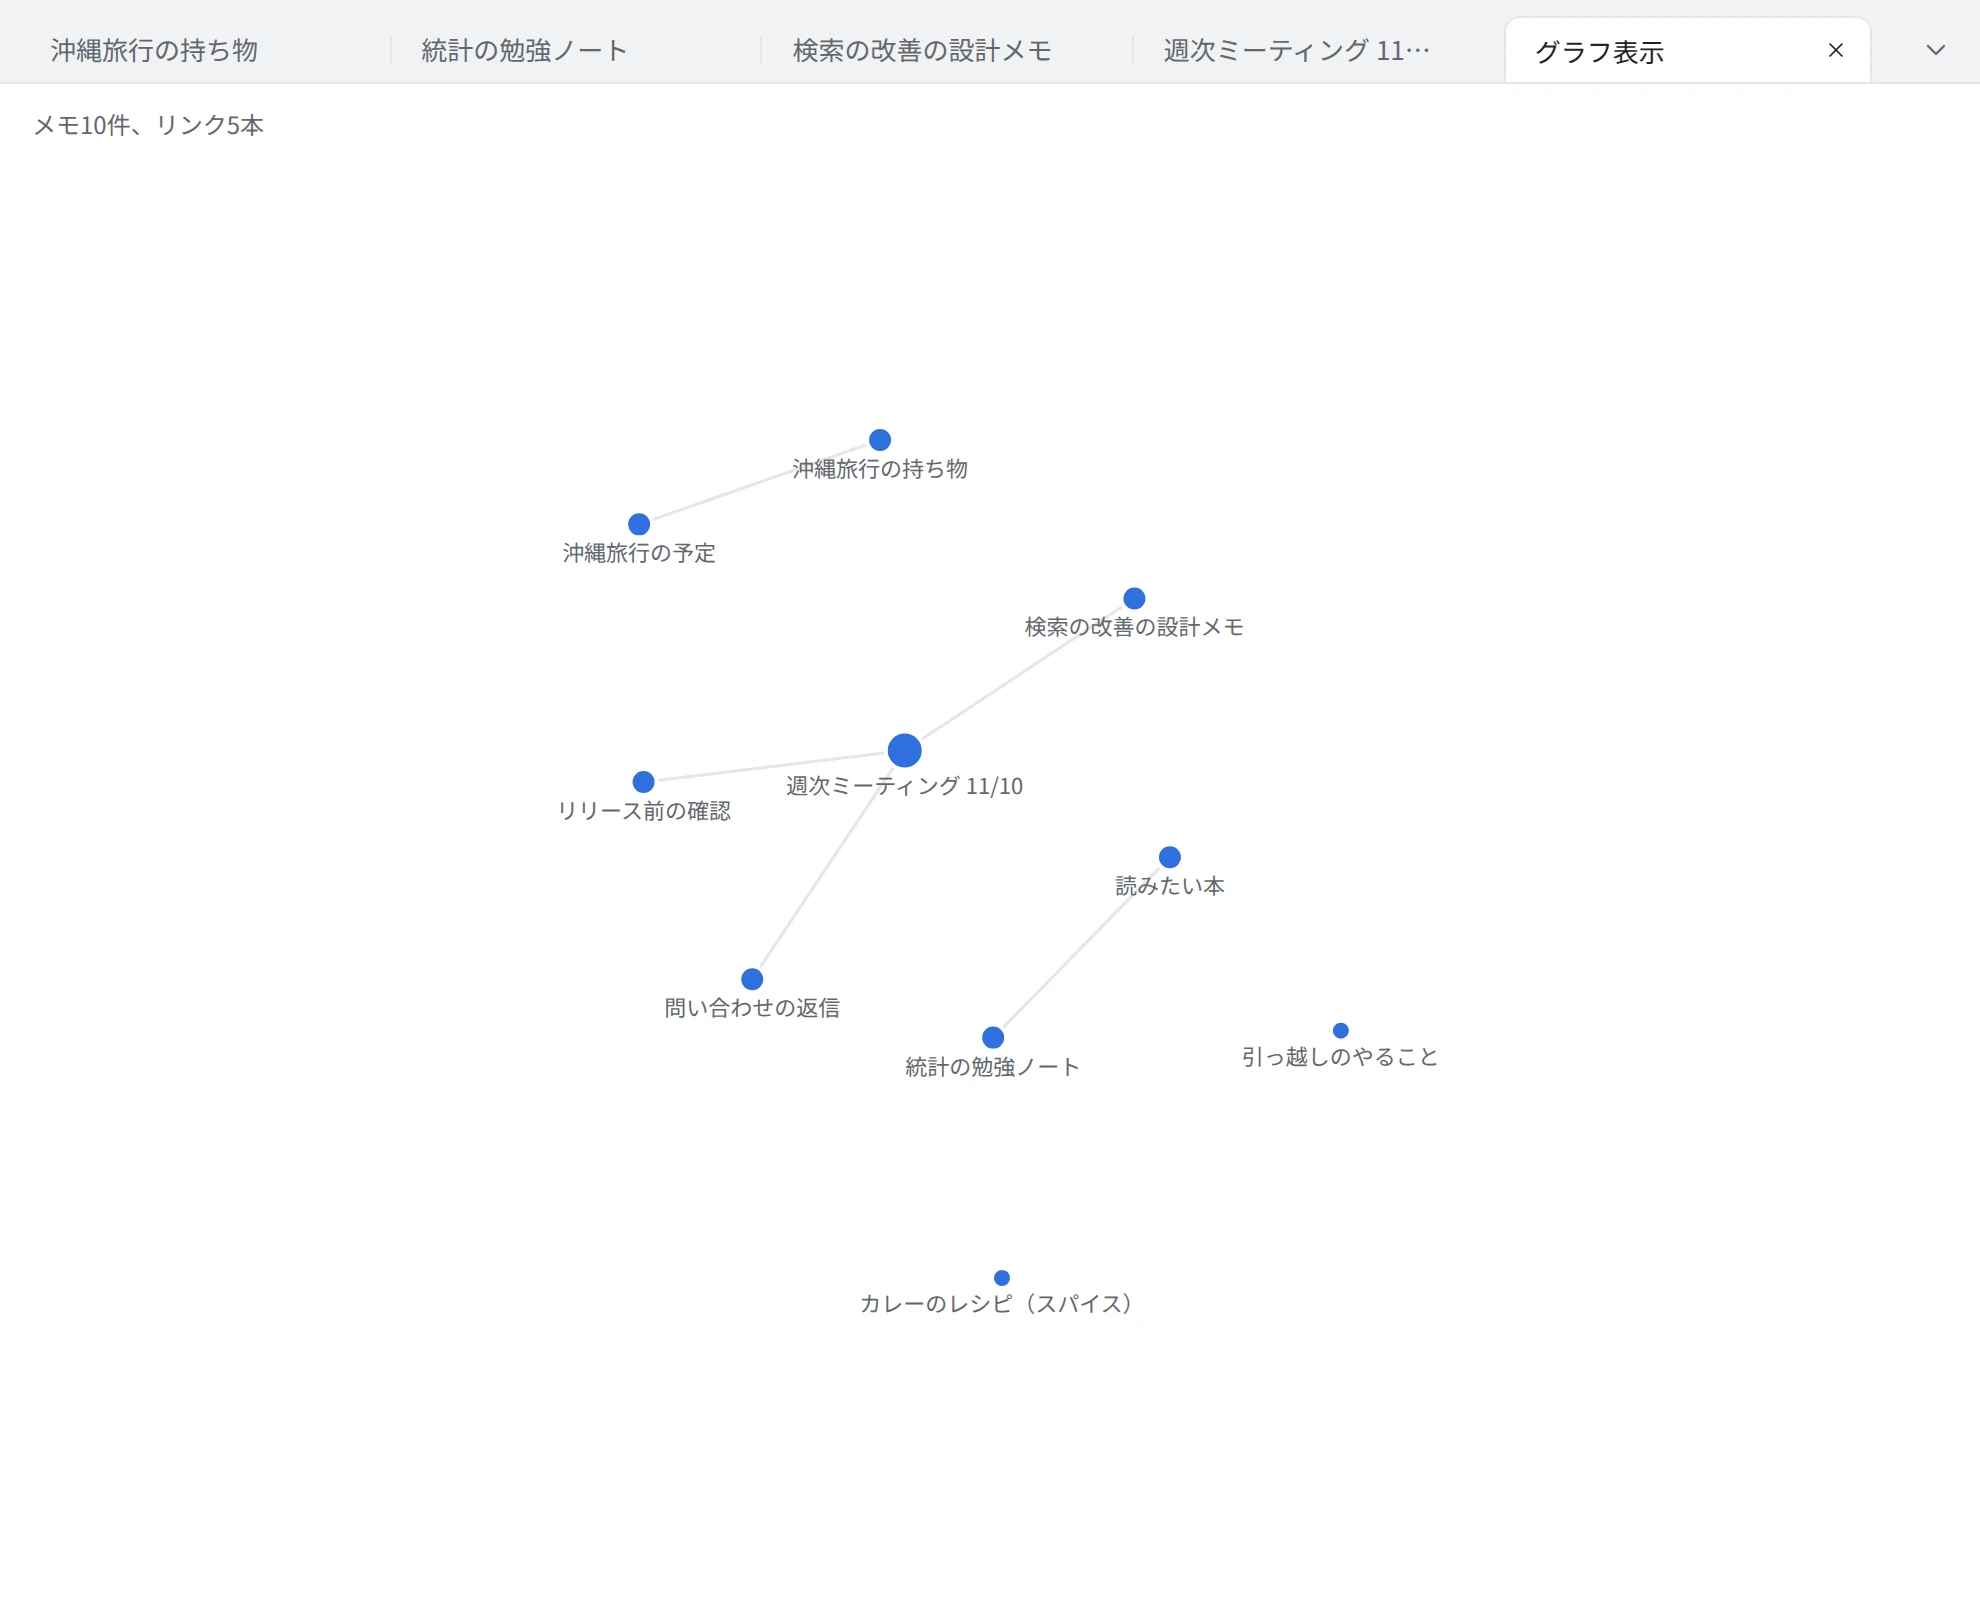 沖縄旅行の持ち物
統計の勉強ノート
検索の改善の設計メモ
週次ミーティング 11…
グラフ表示
メモ10件、リンク5本
沖縄旅行の持ち物
沖縄旅行の予定
検索の改善の設計メモ
週次ミーティング 11/10
リリース前の確認
読みたい本
問い合わせの返信
統計の勉強ノート
引っ越しのやること
カレーのレシピ（スパイス）